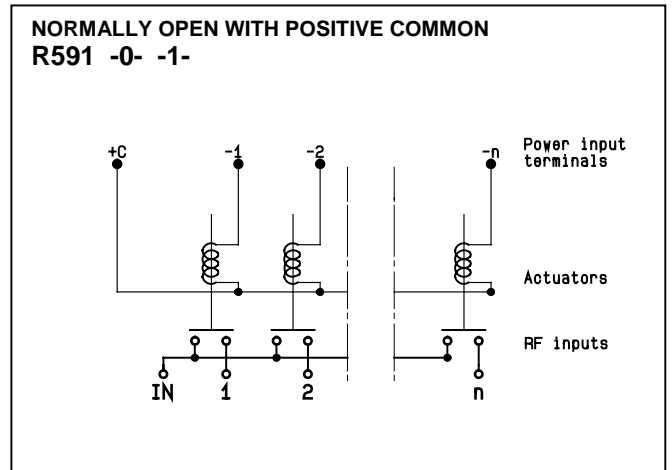 NORMALLY OPEN WITH POSITIVE COMMON
R591 -0- -1-
+C -1 -2 -n Power input
terminals
Actuators
RF inputs
IN 1 2 n